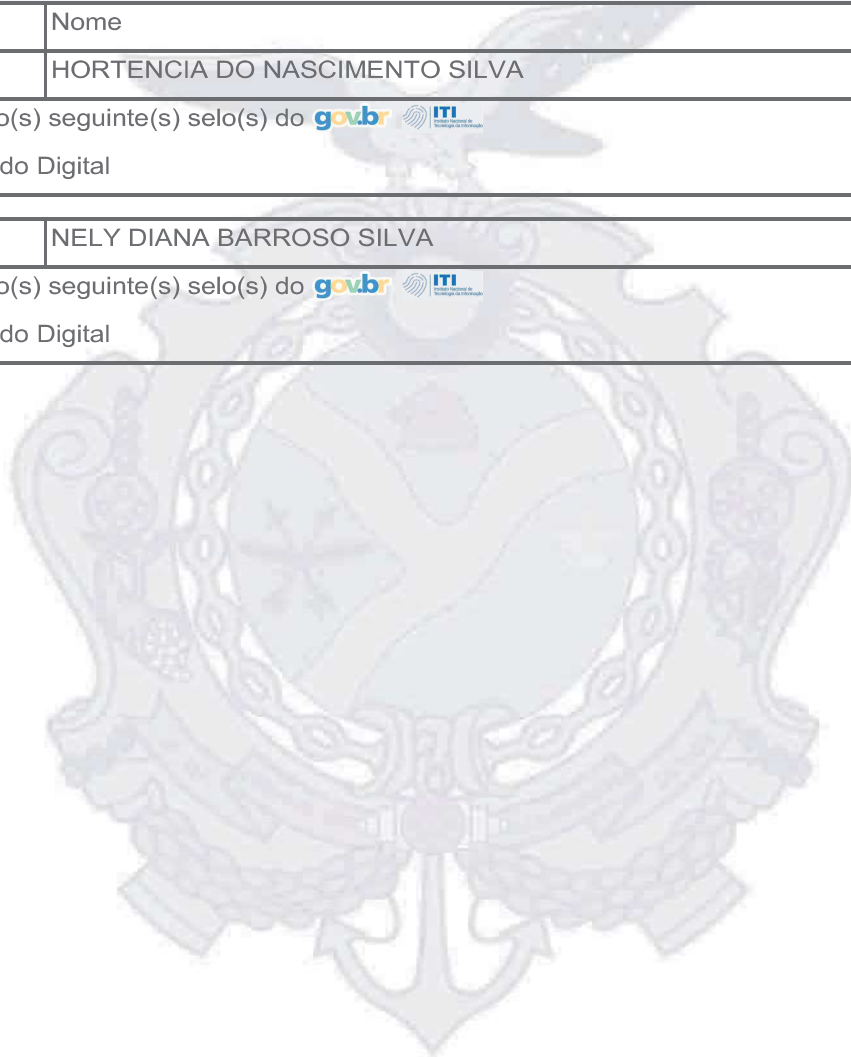 Nome
HORTENCIA DO NASCIMENTO SILVA
o(s) seguinte(s) selo(s) do gov.br ITI
do Digital
NELY DIANA BARROSO SILVA
o(s) seguinte(s) selo(s) do gov.br ITI
do Digital